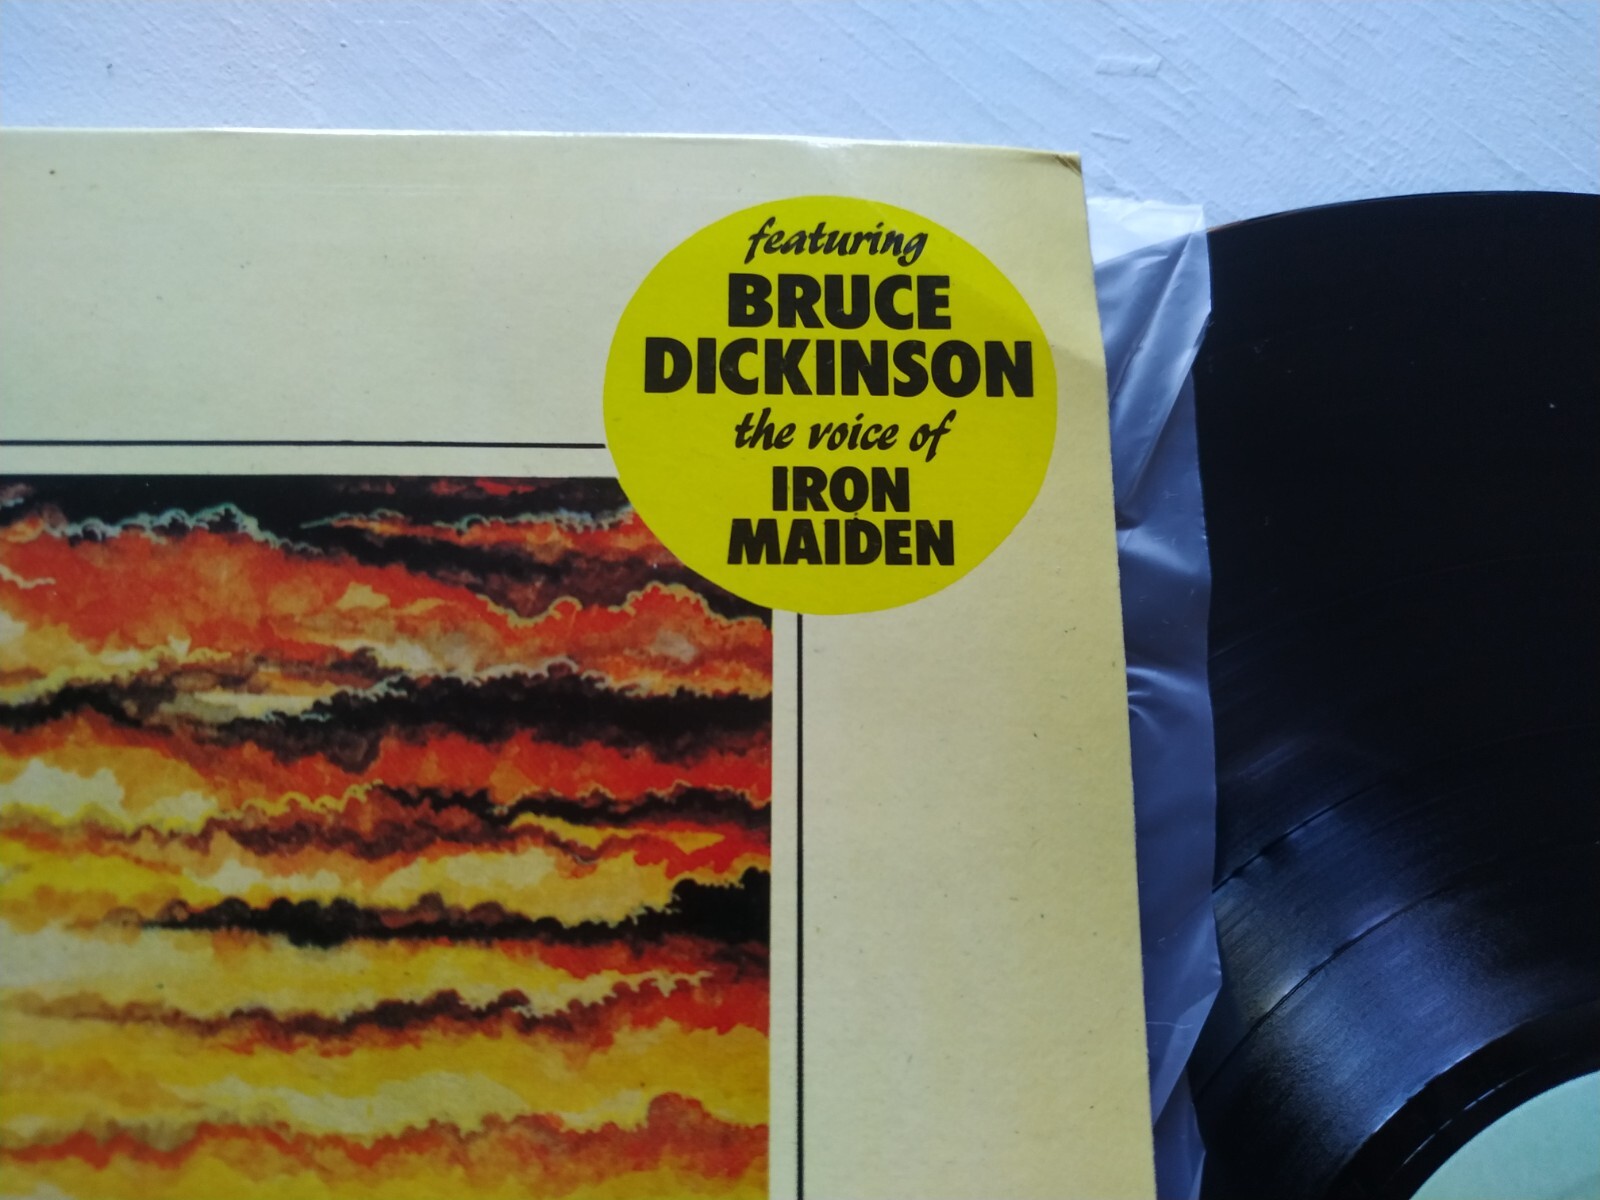 featuring
BRUCE
DICKINSON
the voice of
IRON
MAIDEN